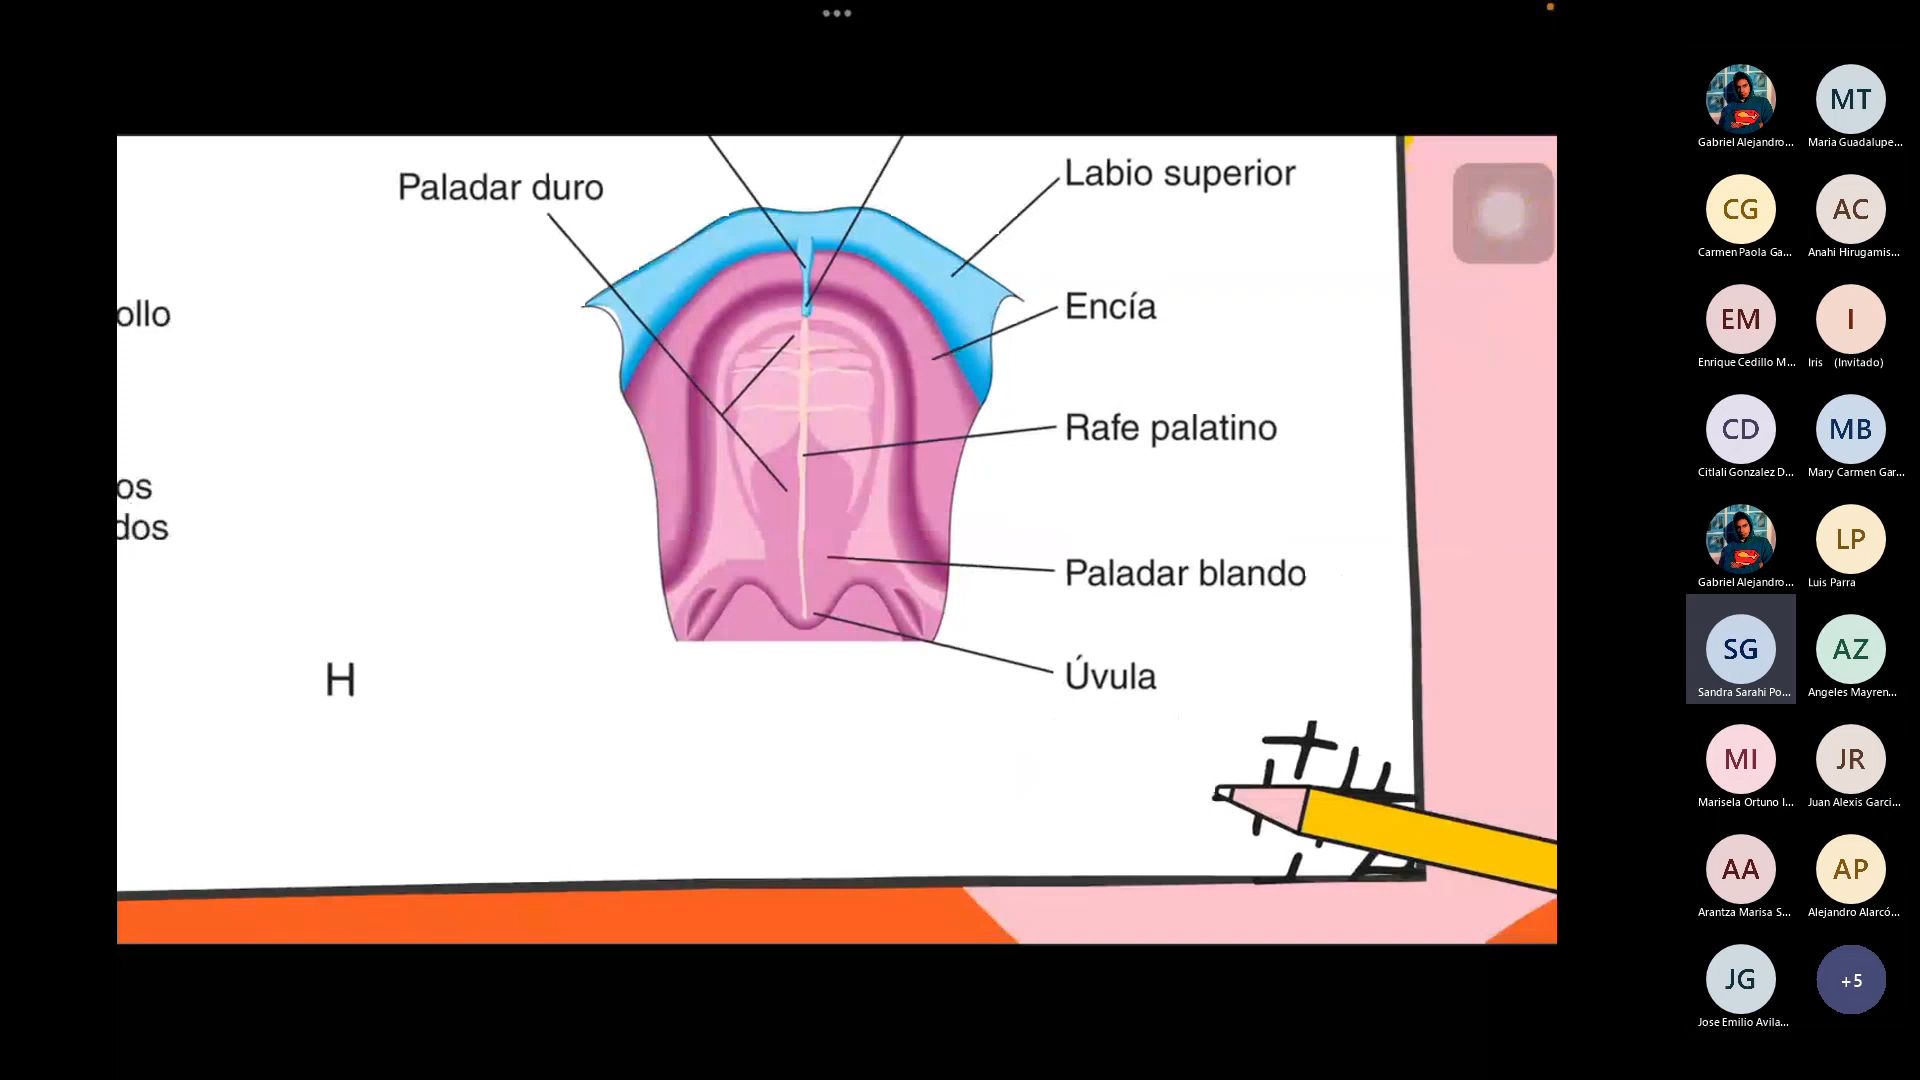 Paladar duro
Labio superior
ollo
Encía
Rafe palatino
os
dos
Paladar blando
Úvula
H
MT
Gabriel Alejandro...
Maria Guadalupe...
CG
AC
Carmen Paola Ga...
Anahi Hirugamis...
EM
I
Enrique Cedillo M...
Iris (Invitado)
CD
MB
Citlali Gonzalez D...
Mary Carmen Gar...
LP
Gabriel Alejandro...
Luis Parra
SG
AZ
Sandra Sarahi Po...
Angeles Mayren...
MI
JR
Marisela Ortuno I...
Juan Alexis Garci...
AA
AP
Arantza Marisa S...
Alejandro Alarcó...
JG
+5
Jose Emilio Avila...